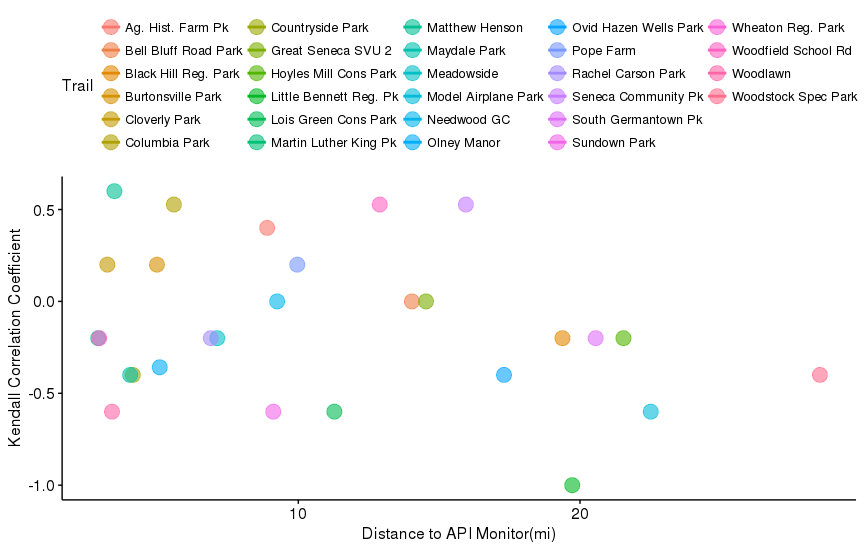 Ag. Hist. Farm Pk Countryside Park Matthew Henson Ovid Hazen Wells Park Wheaton Reg. Park
Bell Bluff Road Park Great Seneca SVU 2 Maydale Park Pope Farm Woodfield School Rd
Black Hill Reg. Park Hoyles Mill Cons Park Meadowside Rachel Carson Park Woodlawn
Trail
Burtonsville Park Little Bennett Reg. Pk Model Airplane Park Seneca Community Pk Woodstock Spec Park
Cloverly Park Lois Green Cons Park Needwood GC South Germantown Pk
Columbia Park Martin Luther King Pk Olney Manor Sundown Park
0.5
0.0
-0.5
-1.0
Kendall Correlation Coefficient
10 20
Distance to API Monitor(mi)